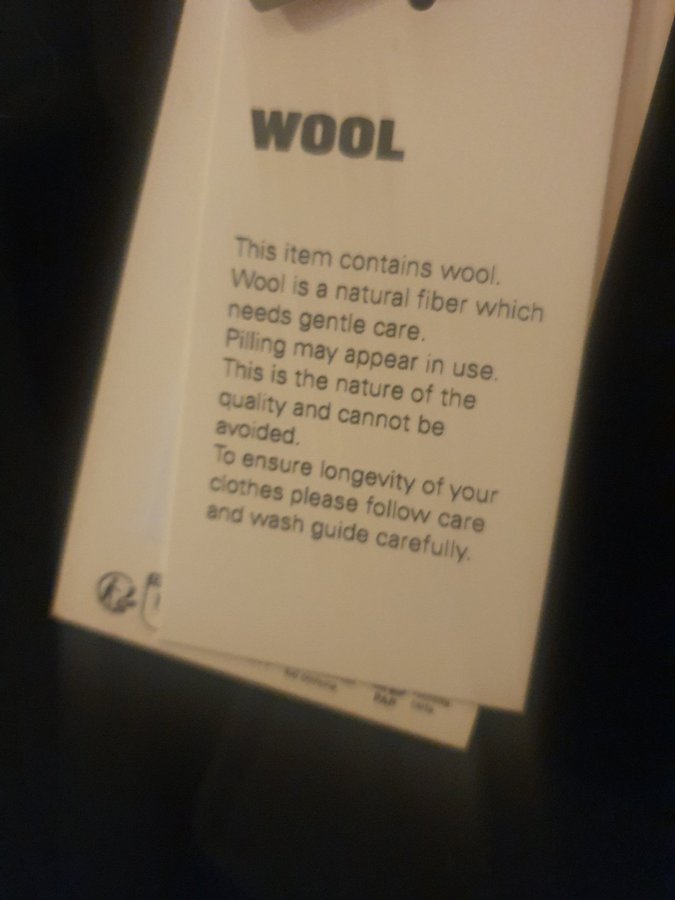 WOOL
This item contains wool.
Wool is a natural fiber which
needs gentle care.
Pilling may appear in use.
This is the nature of the
quality and cannot be
avoided.
To ensure longevity of your
clothes please follow care
and wash guide carefully.